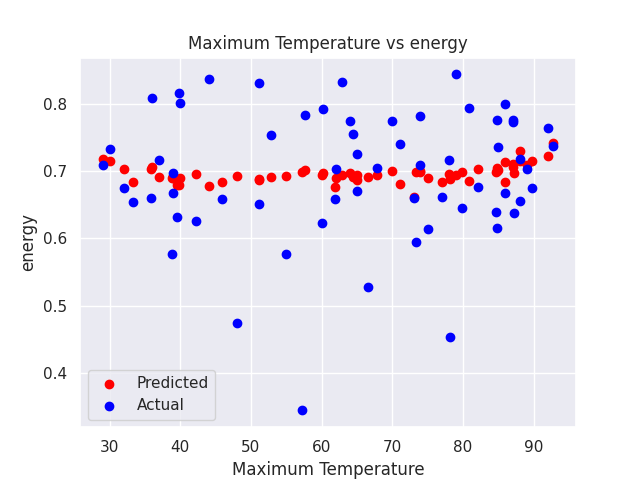 Maximum Temperature vs energy
energy
0.8
0.7
0.6
0.5
0.4
Predicted
Actual
30 40 50 60 70 80 90
Maximum Temperature